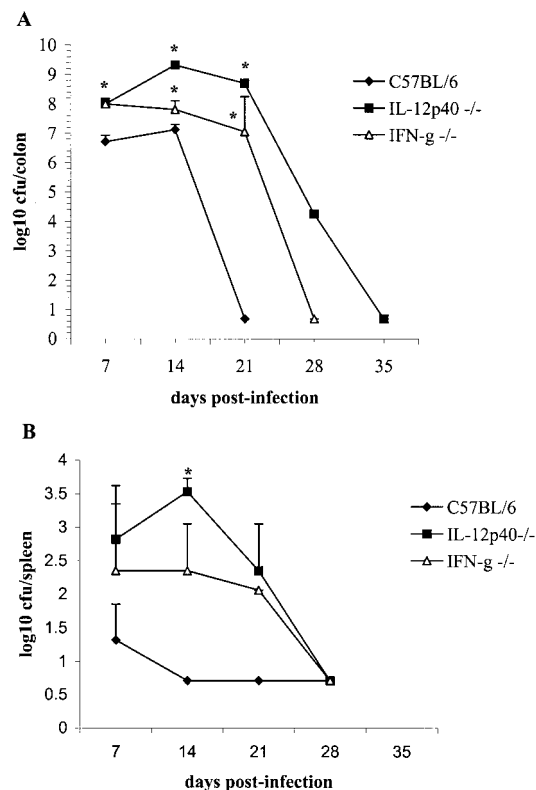 A
10
9
8
7
6
5
4
3
2
1
0
log10 cfu/colon
* * *
* *
7 14 21 28 35
days post-infection
C57BL/6
IL-12p40 -/-
IFN-g -/-
B
4
3.5
3
2.5
2
1.5
1
0.5
0
log10 cfu/spleen
*
7 14 21 28 35
days post-infection
C57BL/6
IL-12p40-/-
IFN-g -/-